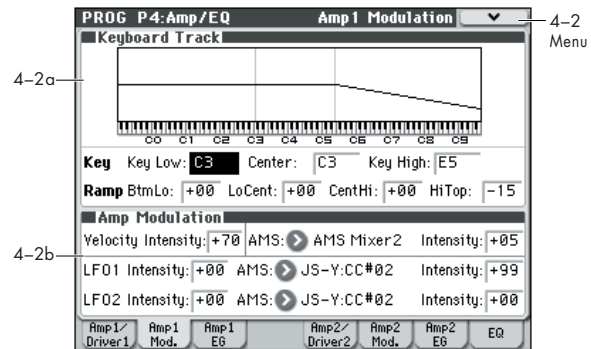 PROG P4:Amp/EQ Amp1 Modulation
4–2
Menu
Keyboard Track
4–2a
C0 C1 C2 C3 C4 C5 C6 C7 C8 C9
Key Key Low: C3 Center: C3 Key High: E5
Ramp BtmLo: +00 LoCent: +00 CentHi: +00 HiTop: -15
Amp Modulation
4–2b
Velocity Intensity: +70 AMS: AMS Mixer2 Intensity: +05
LFO1 Intensity: +00 AMS: JS-Y:CC#02 Intensity: +99
LFO2 Intensity: +00 AMS: JS-Y:CC#02 Intensity: +00
Amp1/Driver1 Amp1 Mod. Amp1 EG Amp2/Driver2 Amp2 Mod. Amp2 EG EQ